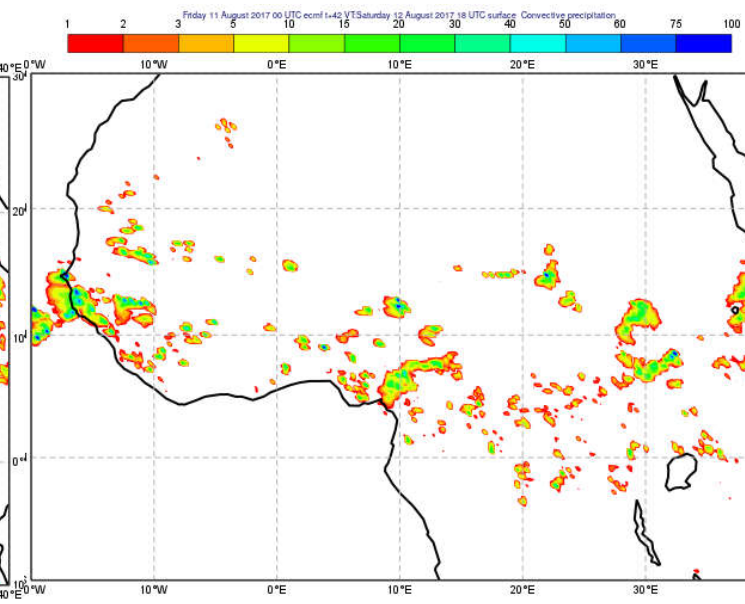 Friday 11 August 2017 00 UTC ecmf t+42 VT:Saturday 12 August 2017 18 UTC surface Convective precipitation
1 2 3 5 10 15 20 30 40 50 60 75 100
40°E 0°W 10°W 0°E 10°E 20°E 30°E
30
20
10
0
10
40°E 0°W 10°W 0°E 10°E 20°E 30°E